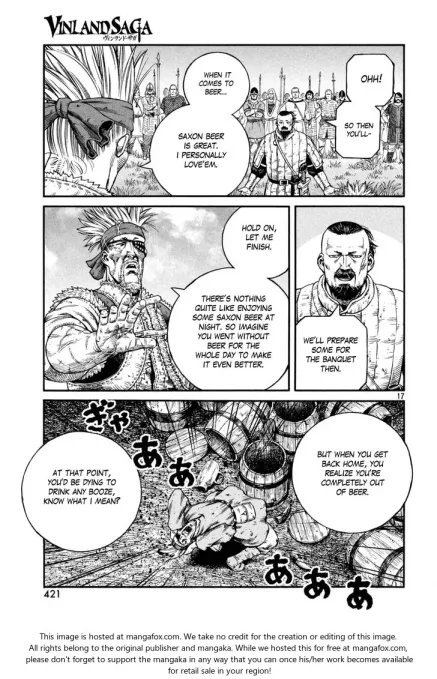 VINLAND SAGA
ヴィンランド・サガ
OHH!
SO THEN
YOU'LL-
WHEN IT
COMES TO
BEER...
SAXON BEER
IS GREAT.
I PERSONALLY
LOVE'EM.
WE'LL PREPARE
SOME FOR
THE BANQUET
THEN.
HOLD ON,
LET ME
FINISH.
THERE'S NOTHING
QUITE LIKE ENJOYING
SOME SAXON BEER AT
NIGHT. SO IMAGINE
YOU WENT WITHOUT
BEER FOR THE
WHOLE DAY TO MAKE
IT EVEN BETTER.
17
BUT WHEN YOU GET
BACK HOME, YOU
REALIZE YOU'RE
COMPLETELY OUT
OF BEER.
ぎゃ
ああ
あああ
AT THAT POINT,
YOU'D BE DYING TO
DRINK ANY BOOZE,
KNOW WHAT I MEAN?
421
This image is hosted at mangafox.com. We take no credit for the creation or editing of this image.
All rights belong to the original publisher and mangaka. While we hosted this for free at mangafox.com,
please don't forget to support the mangaka in any way that you can once his/her work becomes available
for retail sale in your region!